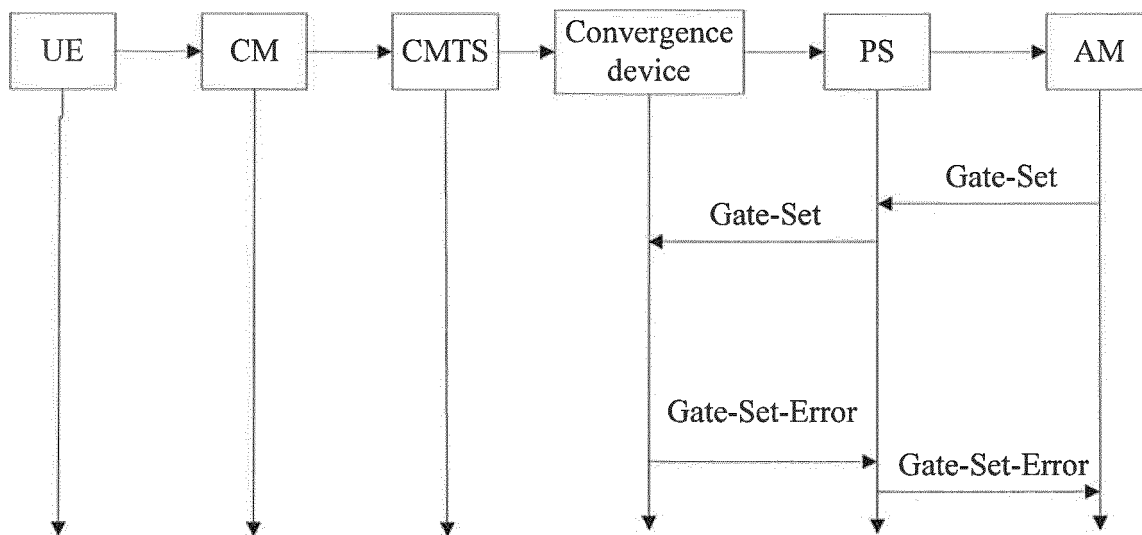 UE
CM
CMTS
Convergence
device
PS
AM
Gate-Set
Gate-Set
Gate-Set-Error
Gate-Set-Error